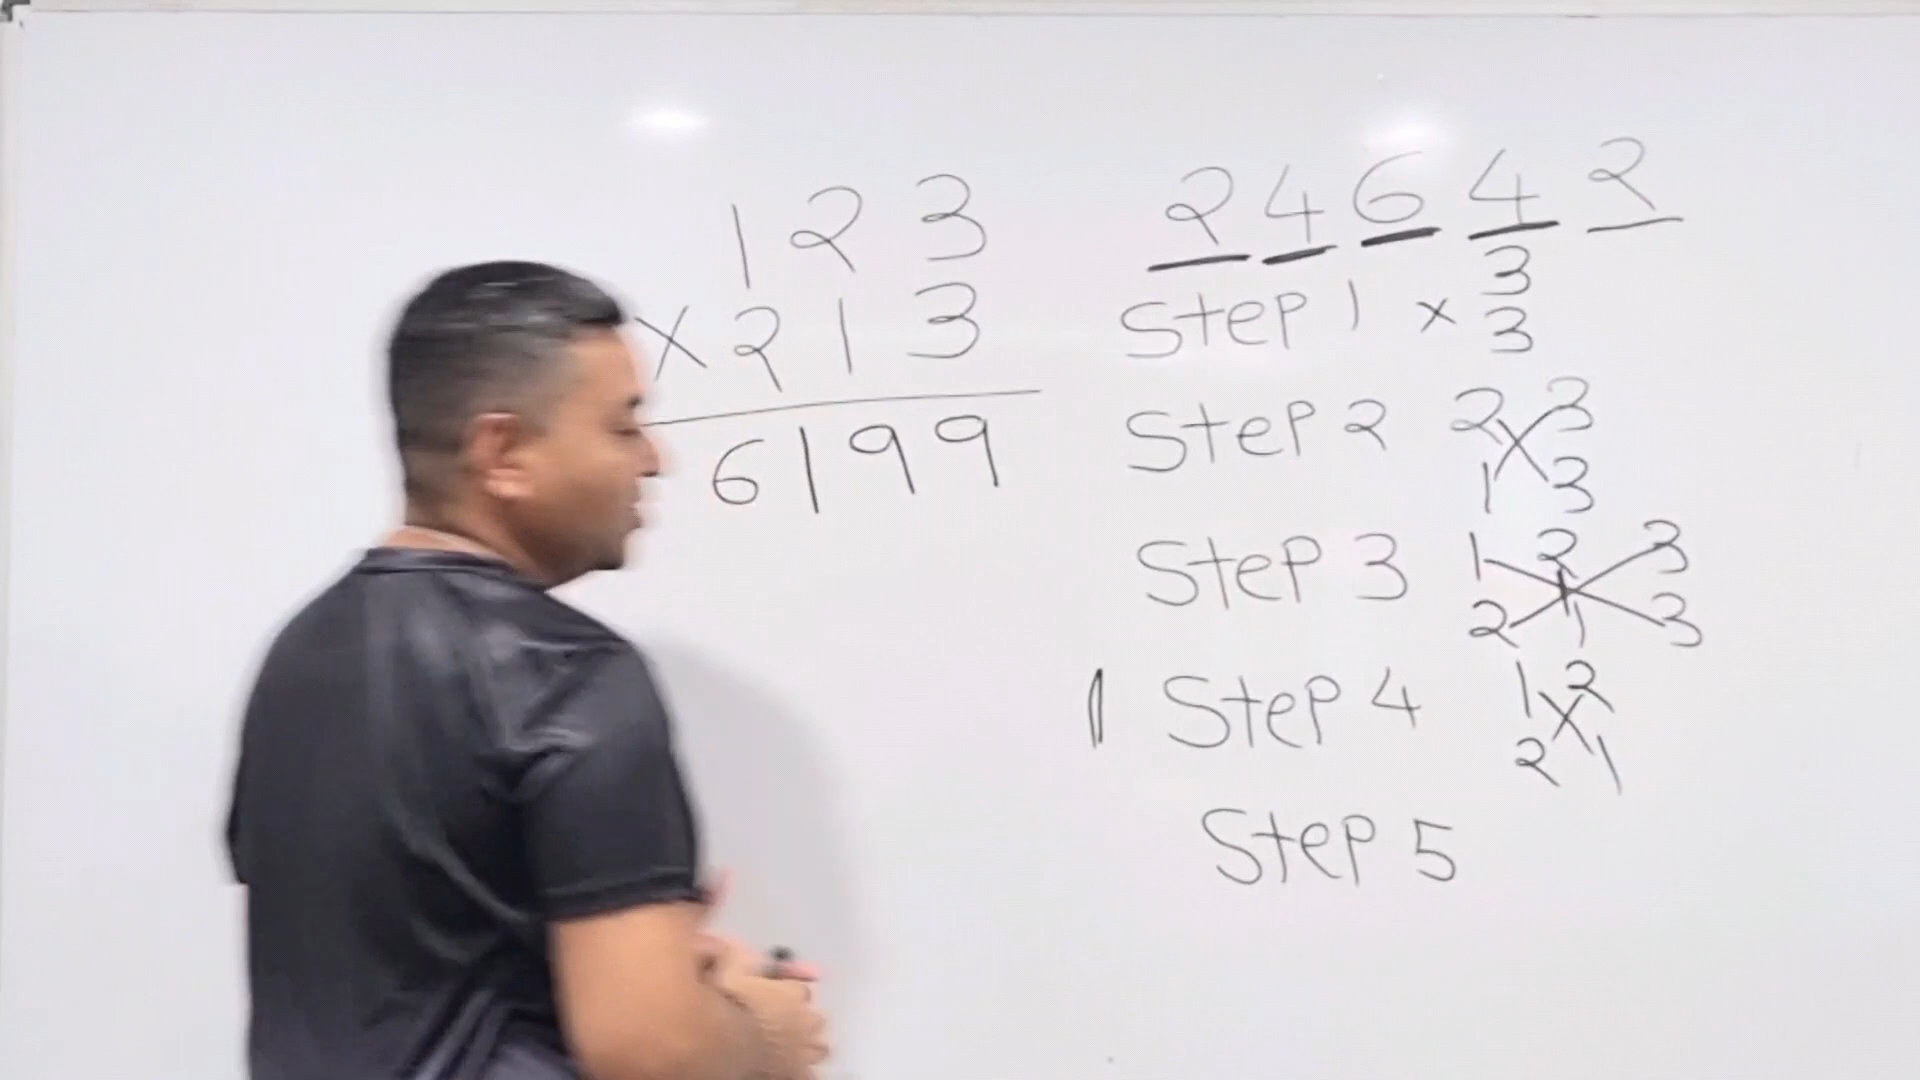 1 2 3
X 2 1 3
6 1 9 9
2 4 6 4 2
Step 1 x 3
3
Step 2 2 3
1 3
Step 3 1 2 3
2 1 3
1 Step 4 1 2
2 1
Step 5